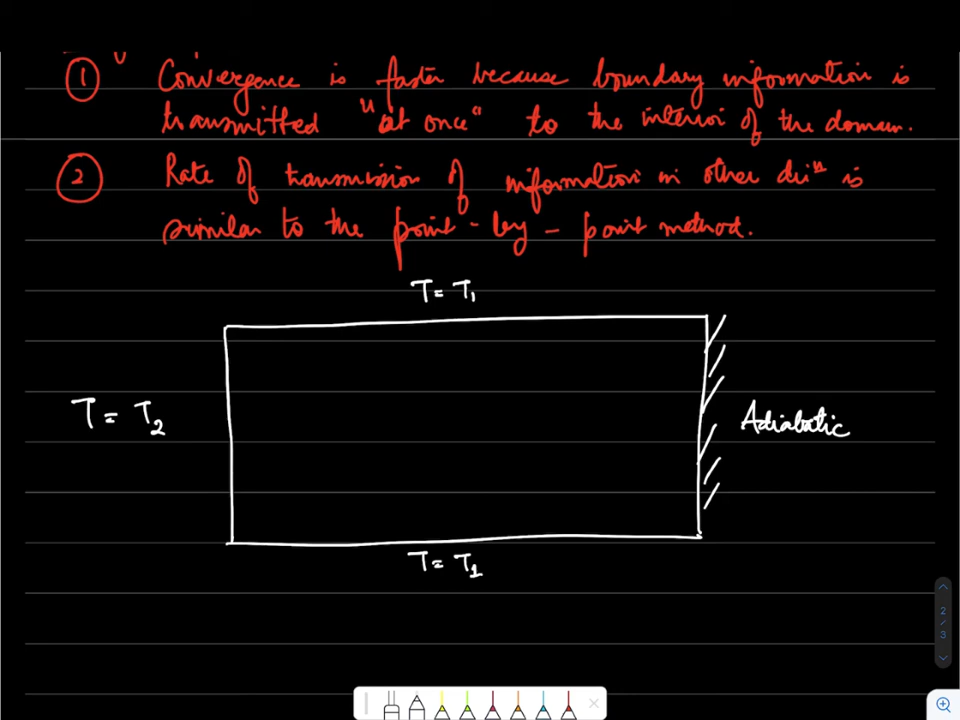 ① Convergence is faster because boundary information is
transmitted "at once" to the interior of the domain.
② Rate of transmission of information in other dirⁿ is
similar to the point-by-point method.
T = T₁
T = T₂
Adiabatic
T = T₁
2
/
3